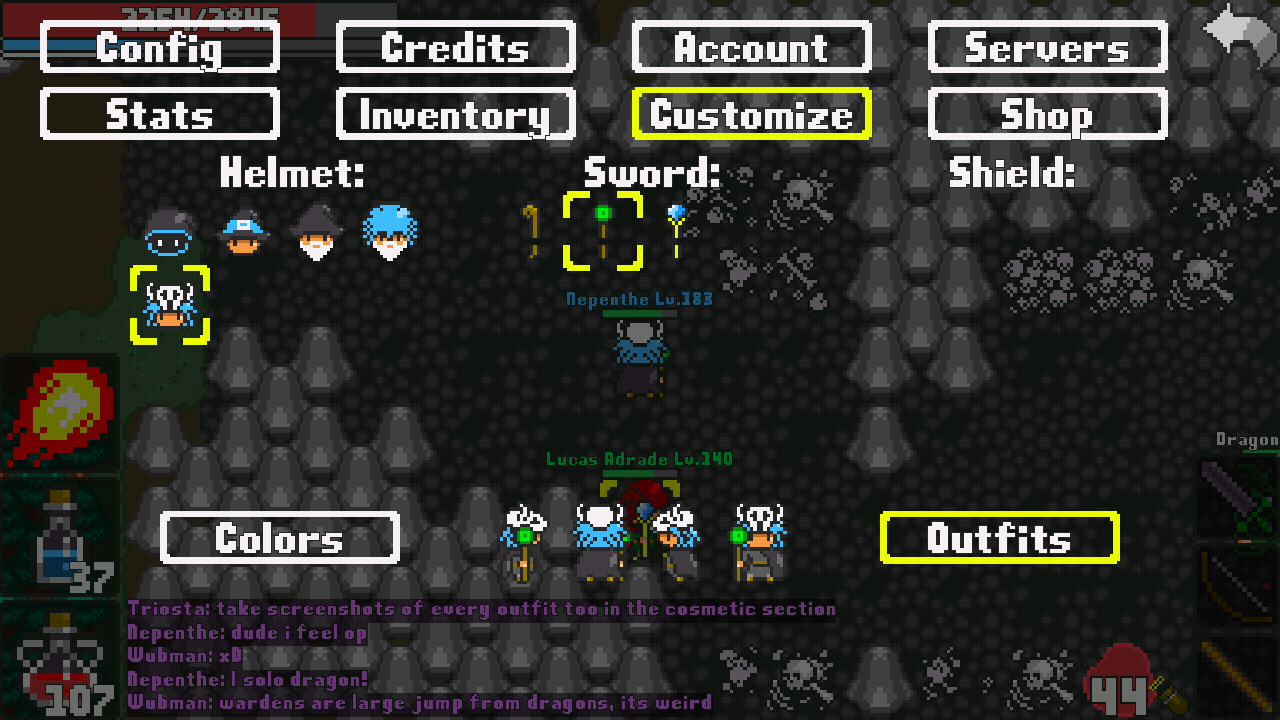 2254/2845
Config
Credits
Account
Servers
Stats
Inventory
Customize
Shop
Helmet:
Sword:
Shield:
Nepenthe Lv.183
Dragon
Lucas Adrade Lv.140
Colors
Outfits
37
Triosta: take screenshots of every outfit too in the cosmetic section
Nepenthe: dude i feel op
Wubman: xD
Nepenthe: I solo dragon!
107
44
Wubman: wardens are large jump from dragons, its weird